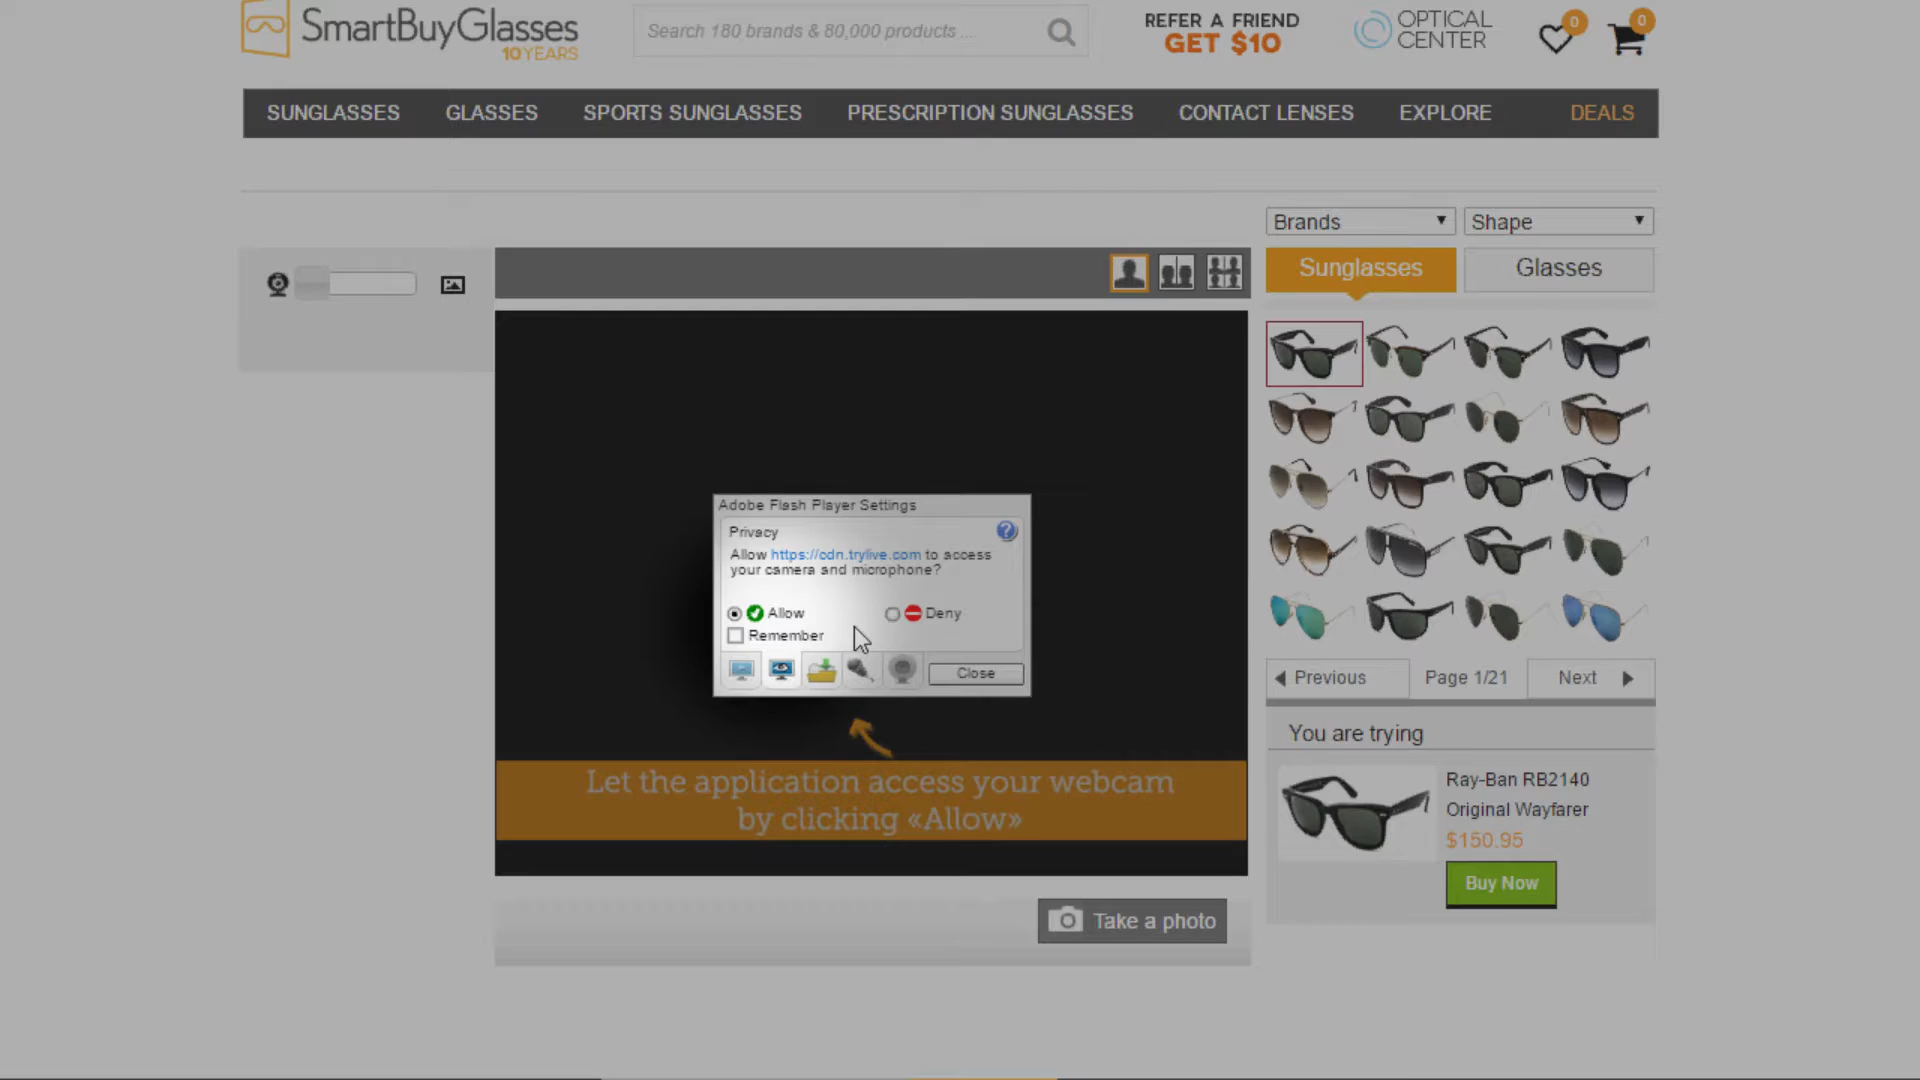 SmartBuyGlasses
10YEARS
Search 180 brands & 80,000 products ...
REFER A FRIEND
GET $10
OPTICAL
CENTER
0
0
SUNGLASSES GLASSES SPORTS SUNGLASSES PRESCRIPTION SUNGLASSES CONTACT LENSES EXPLORE DEALS
Brands Shape
Sunglasses Glasses
Adobe Flash Player Settings
Privacy
?
Allow https://cdn.trylive.com to access
your camera and microphone?
Allow Deny
Remember
Close
Let the application access your webcam
by clicking «Allow»
Take a photo
Previous Page 1/21 Next
You are trying
Ray-Ban RB2140
Original Wayfarer
$150.95
Buy Now